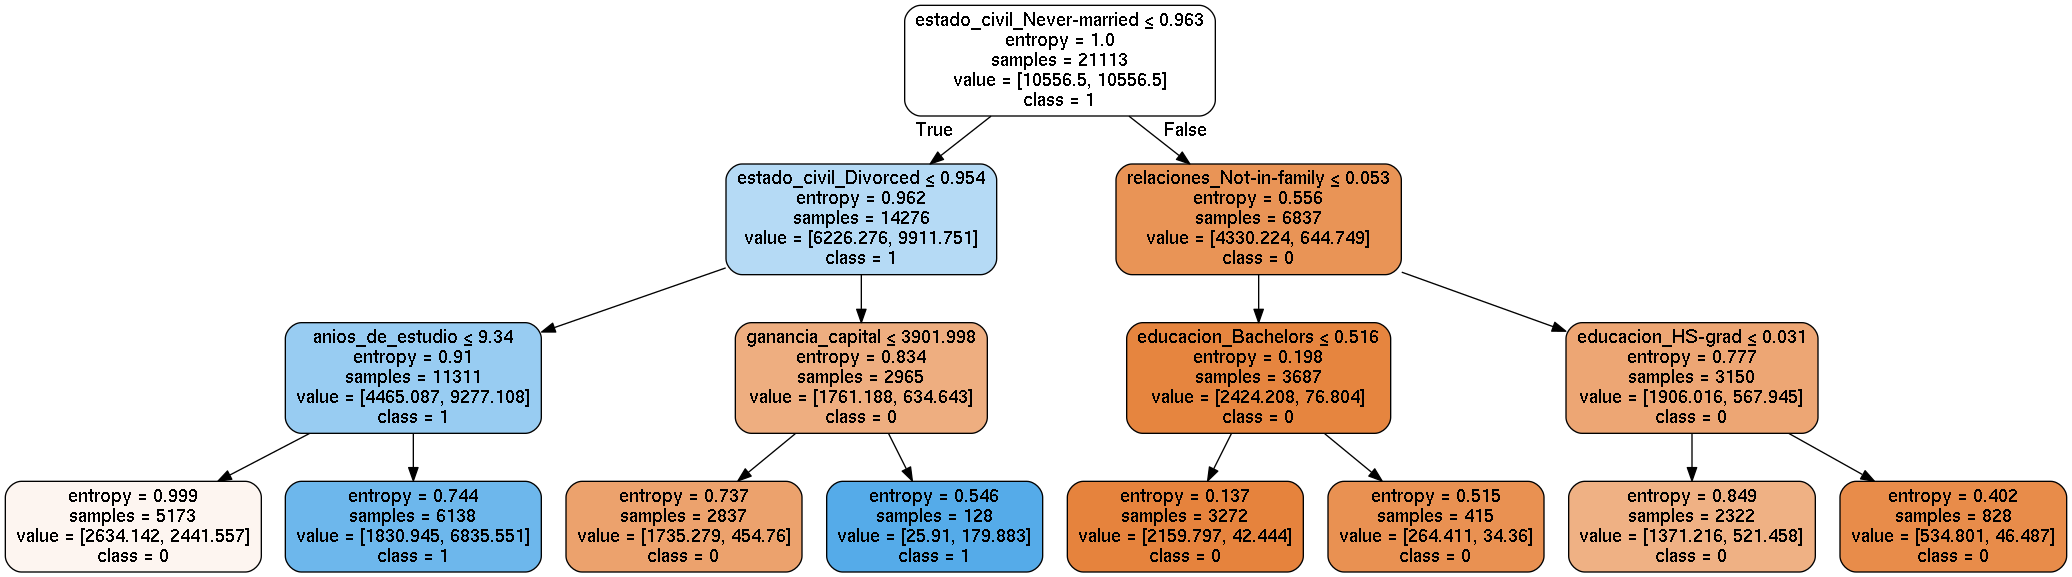 estado_civil_Never-married ≤ 0.963
entropy = 1.0
samples = 21113
value = [10556.5, 10556.5]
class = 1
True
False
estado_civil_Divorced ≤ 0.954
entropy = 0.962
samples = 14276
value = [6226.276, 9911.751]
class = 1
relaciones_Not-in-family ≤ 0.053
entropy = 0.556
samples = 6837
value = [4330.224, 644.749]
class = 0
anios_de_estudio ≤ 9.34
entropy = 0.91
samples = 11311
value = [4465.087, 9277.108]
class = 1
ganancia_capital ≤ 3901.998
entropy = 0.834
samples = 2965
value = [1761.188, 634.643]
class = 0
educacion_Bachelors ≤ 0.516
entropy = 0.198
samples = 3687
value = [2424.208, 76.804]
class = 0
educacion_HS-grad ≤ 0.031
entropy = 0.777
samples = 3150
value = [1906.016, 567.945]
class = 0
entropy = 0.999
samples = 5173
value = [2634.142, 2441.557]
class = 0
entropy = 0.744
samples = 6138
value = [1830.945, 6835.551]
class = 1
entropy = 0.737
samples = 2837
value = [1735.279, 454.76]
class = 0
entropy = 0.546
samples = 128
value = [25.91, 179.883]
class = 1
entropy = 0.137
samples = 3272
value = [2159.797, 42.444]
class = 0
entropy = 0.515
samples = 415
value = [264.411, 34.36]
class = 0
entropy = 0.849
samples = 2322
value = [1371.216, 521.458]
class = 0
entropy = 0.402
samples = 828
value = [534.801, 46.487]
class = 0